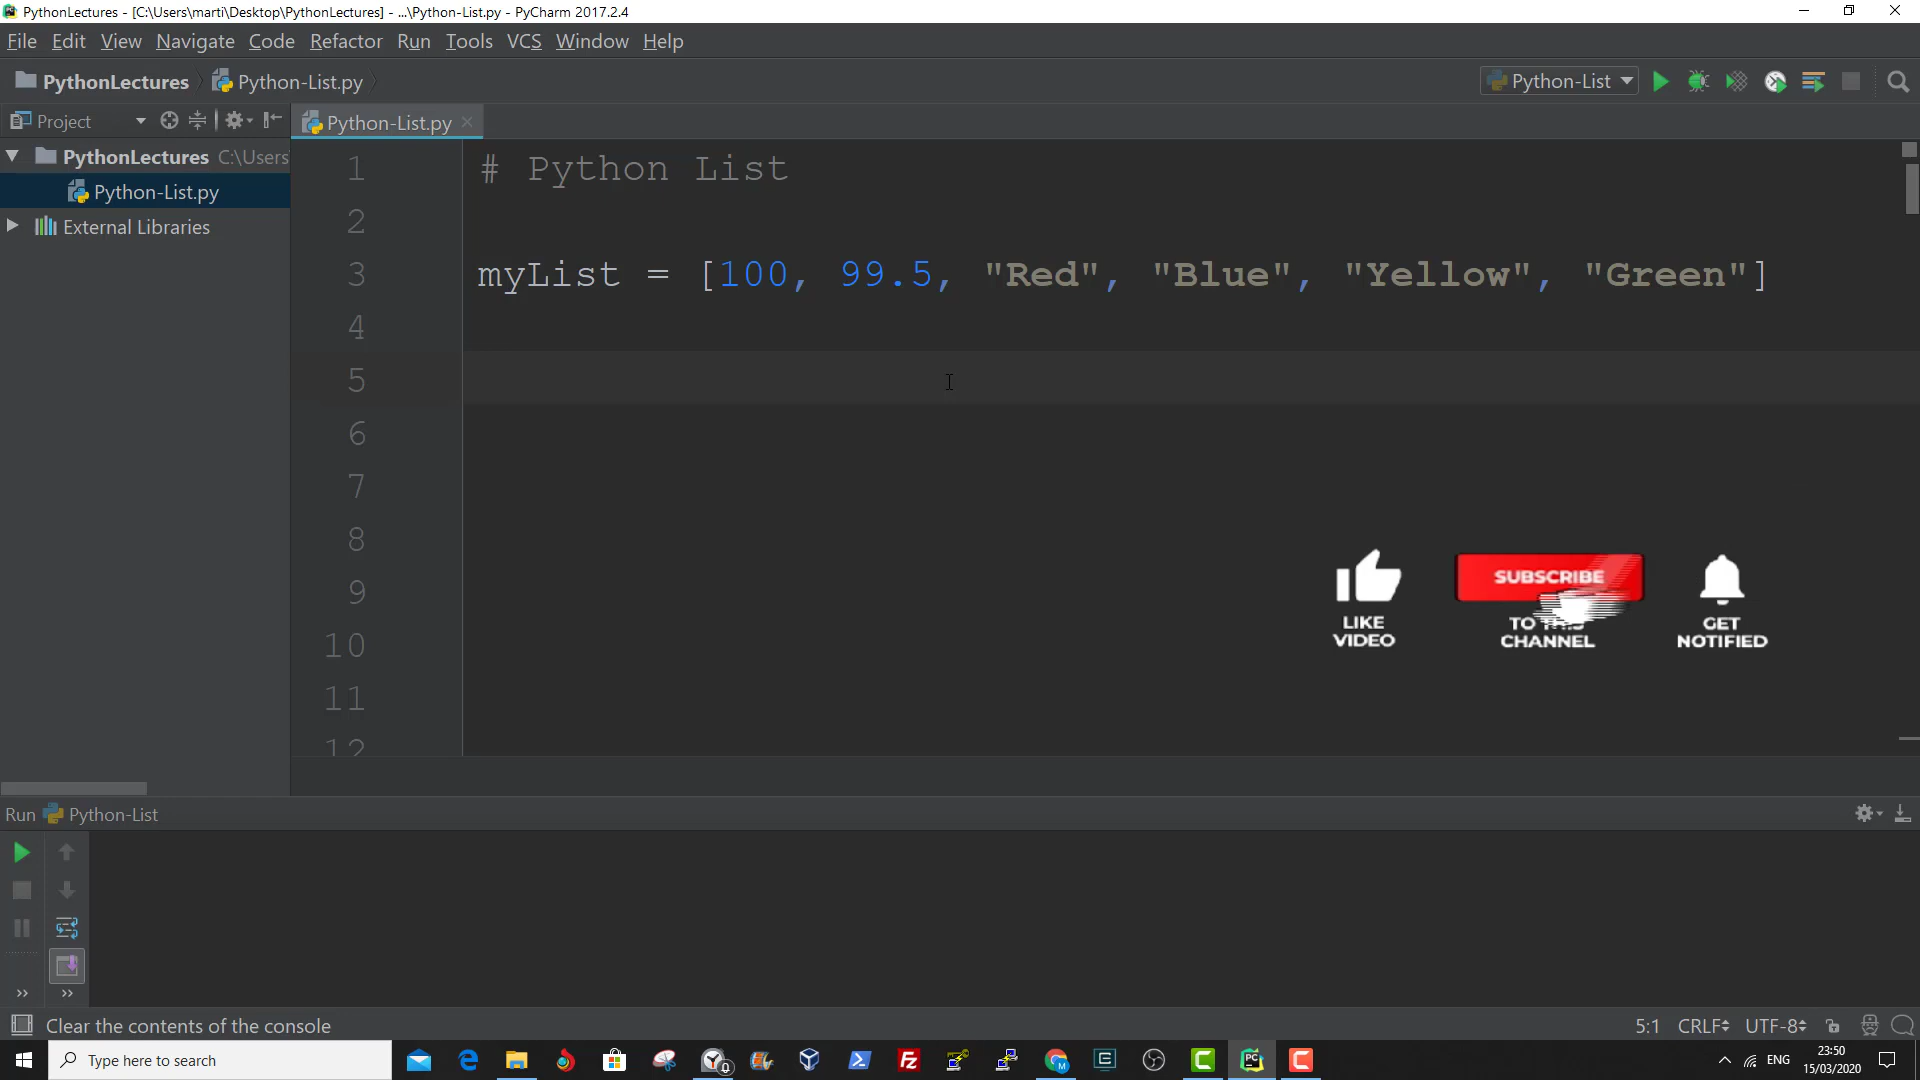 PythonLectures - [C:\Users\marti\Desktop\PythonLectures] - ...\Python-List.py - PyCharm 2017.2.4
File Edit View Navigate Code Refactor Run Tools VCS Window Help
PythonLectures Python-List.py Python-List
Project Python-List.py
PythonLectures C:\Users
Python-List.py
External Libraries
1 # Python List
2
3 myList = [100, 99.5, "Red", "Blue", "Yellow", "Green"]
4
5
6
7
8
9
10
11
12
LIKE VIDEO
SUBSCRIBE
TO THIS CHANNEL
GET NOTIFIED
Run Python-List
Clear the contents of the console 5:1 CRLF UTF-8
Type here to search ENG 23:50
15/03/2020